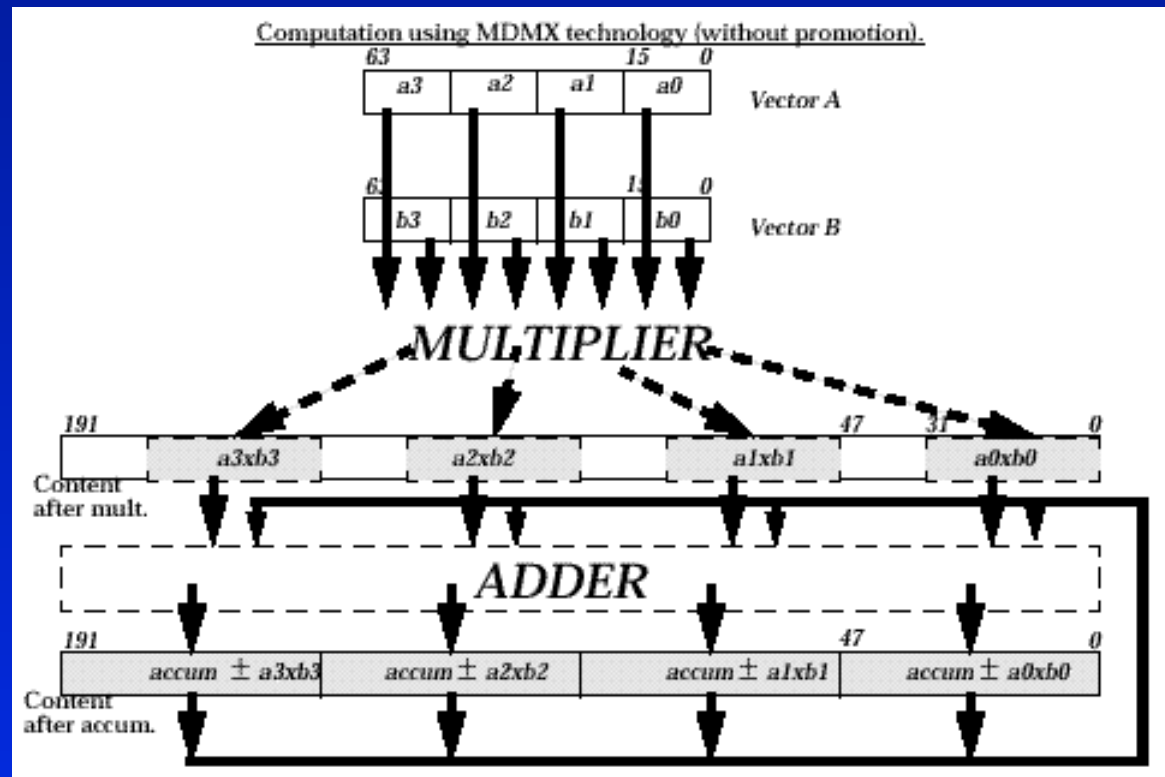 Computation using MDMX technology (without promotion).
63 15 0
a3 a2 a1 a0
Vector A
63 15 0
b3 b2 b1 b0
Vector B
MULTIPLIER
191 47 31 0
a3xb3 a2xb2 a1xb1 a0xb0
Content
after mult.
ADDER
191 47 0
accum ± a3xb3 accum ± a2xb2 accum ± a1xb1 accum ± a0xb0
Content
after accum.